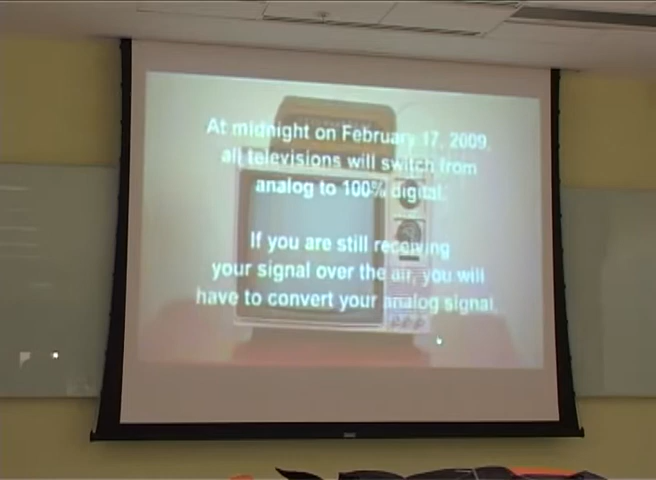 At midnight on February 17, 2009,
all televisions will switch from
analog to 100% digital.
If you are still receiving
your signal over the air, you will
have to convert your analog signal.